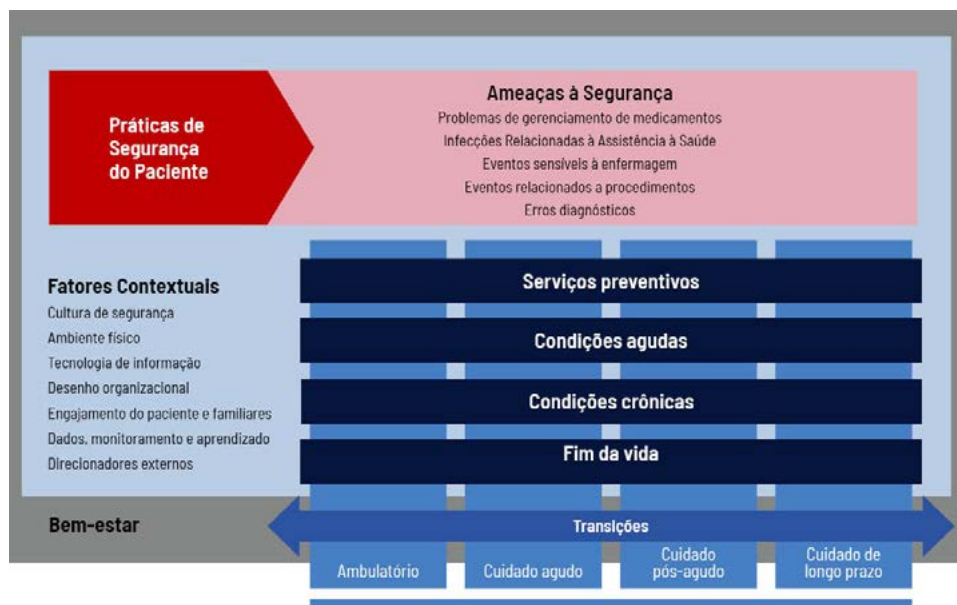 Práticas de
Segurança
do Paciente
Ameaças à Segurança
Problemas de gerenciamento de medicamentos
Infecções Relacionadas à Assistência à Saúde
Eventos sensíveis à enfermagem
Eventos relacionados a procedimentos
Erros diagnósticos
Fatores Contextuais
Cultura de segurança
Ambiente físico
Tecnologia de informação
Desenho organizacional
Engajamento do paciente e familiares
Dados, monitoramento e aprendizado
Direcionadores externos
Serviços preventivos
Condições agudas
Condições crônicas
Fim da vida
Bem-estar
Transições
Ambulatório
Cuidado agudo
Cuidado
pós-agudo
Cuidado de
longo prazo